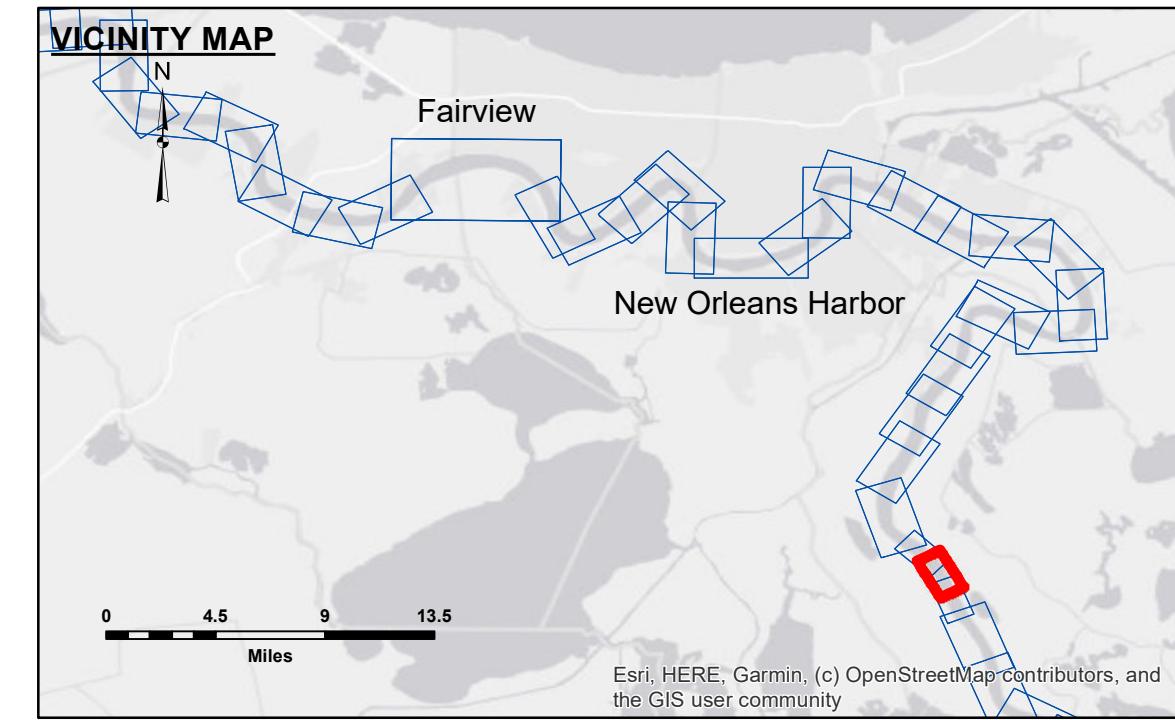 VICINITY MAP
N
Fairview
New Orleans Harbor
0 4.5 9 13.5
Miles
Esri, HERE, Garmin, (c) OpenStreetMap contributors, and
the GIS user community